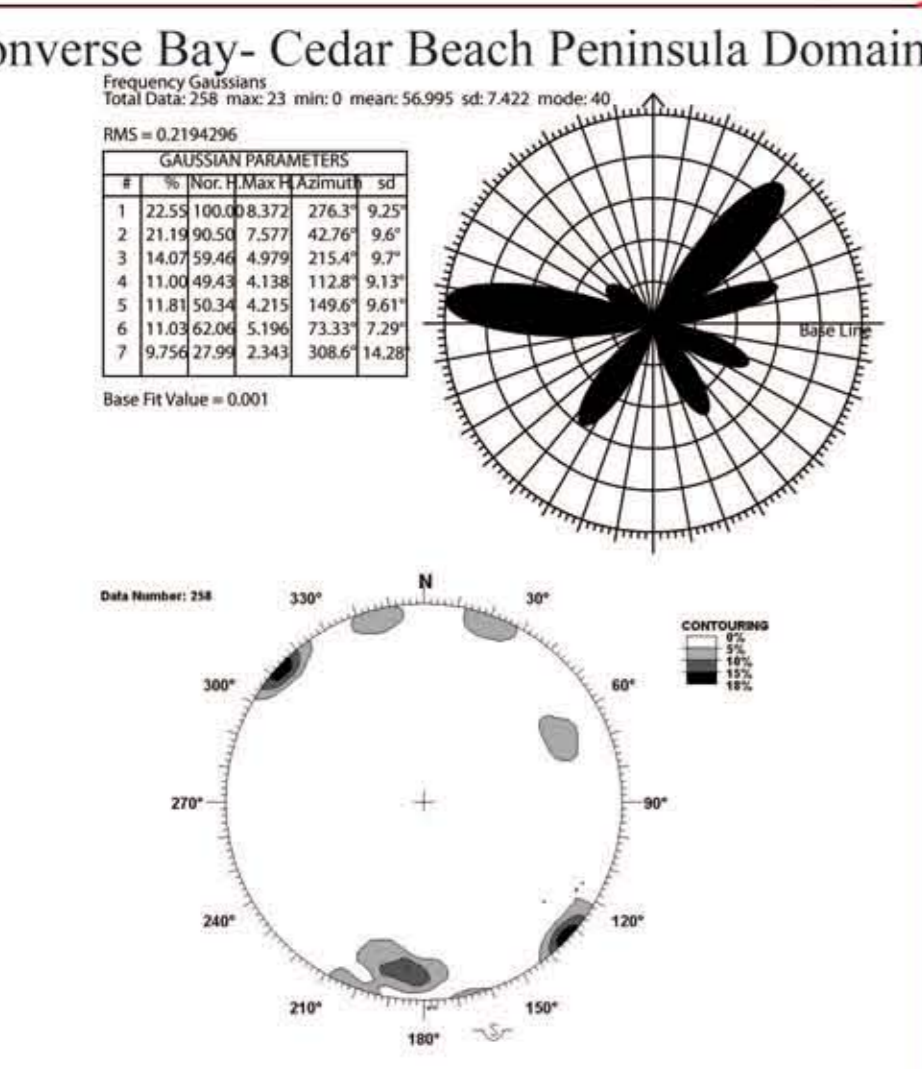 onverse Bay- Cedar Beach Peninsula Domain
Frequency Gaussians
Total Data: 258 max: 23 min: 0 mean: 56.995 sd: 7.422 mode: 40
RMS = 0.2194296
GAUSSIAN PARAMETERS
# % Nor. H. Max H. Azimuth sd
1 22.55 100.00 8.372 276.3° 9.25°
2 21.19 90.50 7.577 42.76° 9.6°
3 14.07 59.46 4.979 215.4° 9.7°
4 11.00 49.43 4.138 112.8° 9.13°
5 11.81 50.34 4.215 149.6° 9.61°
6 11.03 62.06 5.196 73.33° 7.29°
7 9.756 27.99 2.343 308.6° 14.28°
Base Line
Base Fit Value = 0.001
Data Number: 258
N
330°
30°
CONTOURING
0%
5%
10%
15%
18%
300°
60°
270°
90°
240°
120°
210°
150°
180°
S